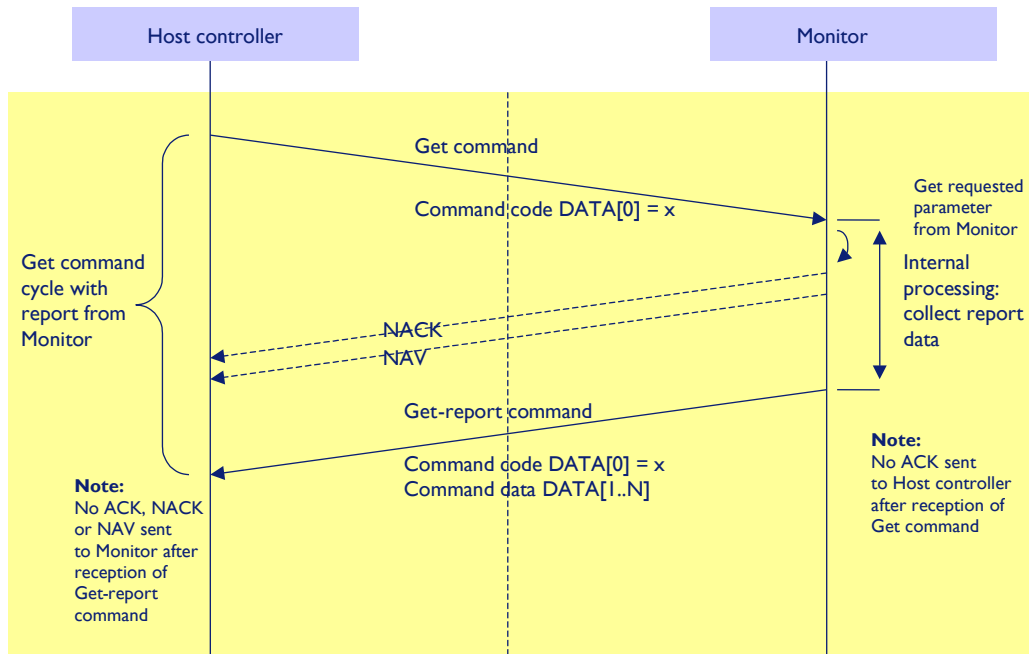 Host controller
Monitor
Get command
Command code DATA[0] = x
Get requested
parameter
from Monitor
Get command
cycle with
report from
Monitor
Internal
processing:
collect report
data
NACK
NAV
Get-report command
Command code DATA[0] = x
Command data DATA[1..N]
Note:
No ACK sent
to Host controller
after reception of
Get command
Note:
No ACK, NACK
or NAV sent
to Monitor after
reception of
Get-report
command